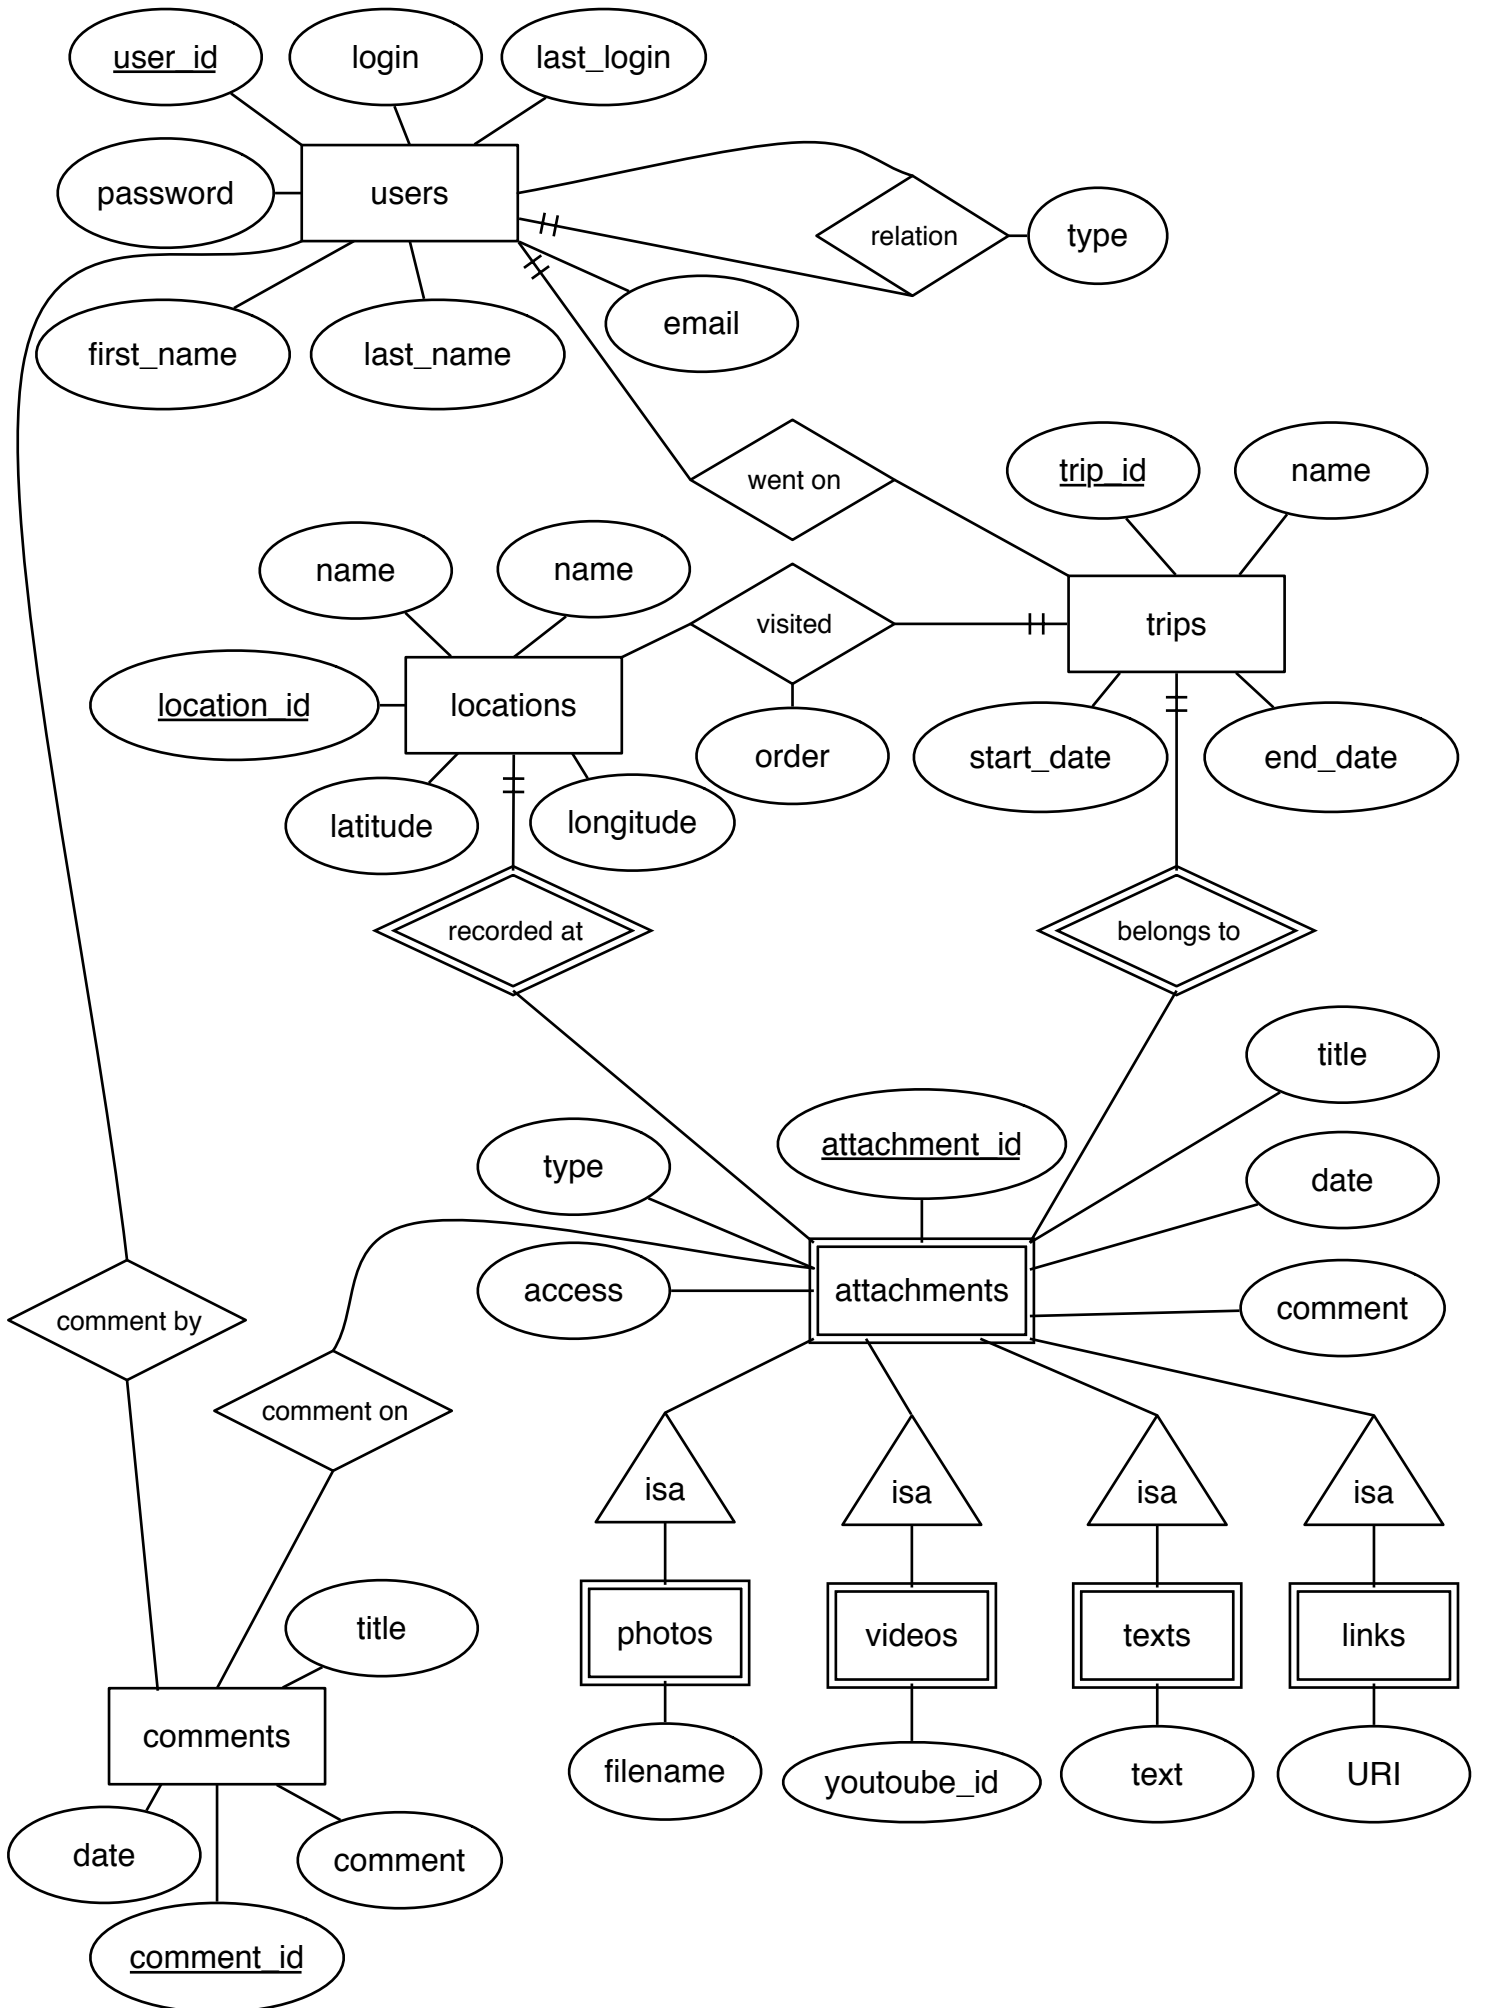 user_id
login
last_login
password
users
relation
type
first_name
last_name
email
went on
trip_id
name
name
name
visited
trips
location_id
locations
order
start_date
end_date
latitude
longitude
recorded at
belongs to
title
attachment_id
type
date
access
attachments
comment
comment by
comment on
isa
isa
isa
isa
title
photos
videos
texts
links
comments
filename
youtoube_id
text
URI
date
comment
comment_id